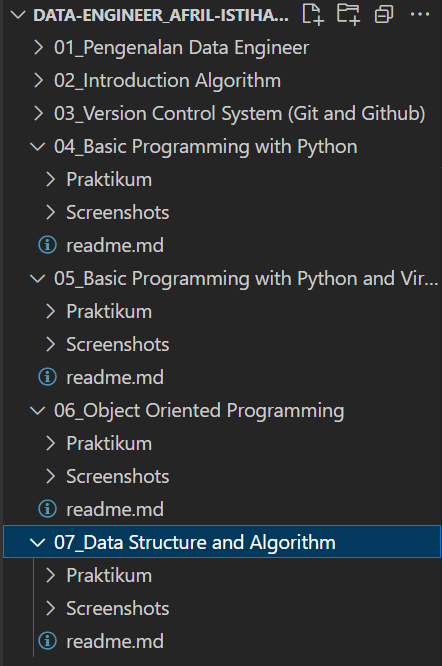 DATA-ENGINEER_AFRIL-ISTIHA...
01_Pengenalan Data Engineer
02_Introduction Algorithm
03_Version Control System (Git and Github)
04_Basic Programming with Python
Praktikum
Screenshots
readme.md
05_Basic Programming with Python and Vir...
Praktikum
Screenshots
readme.md
06_Object Oriented Programming
Praktikum
Screenshots
readme.md
07_Data Structure and Algorithm
Praktikum
Screenshots
readme.md